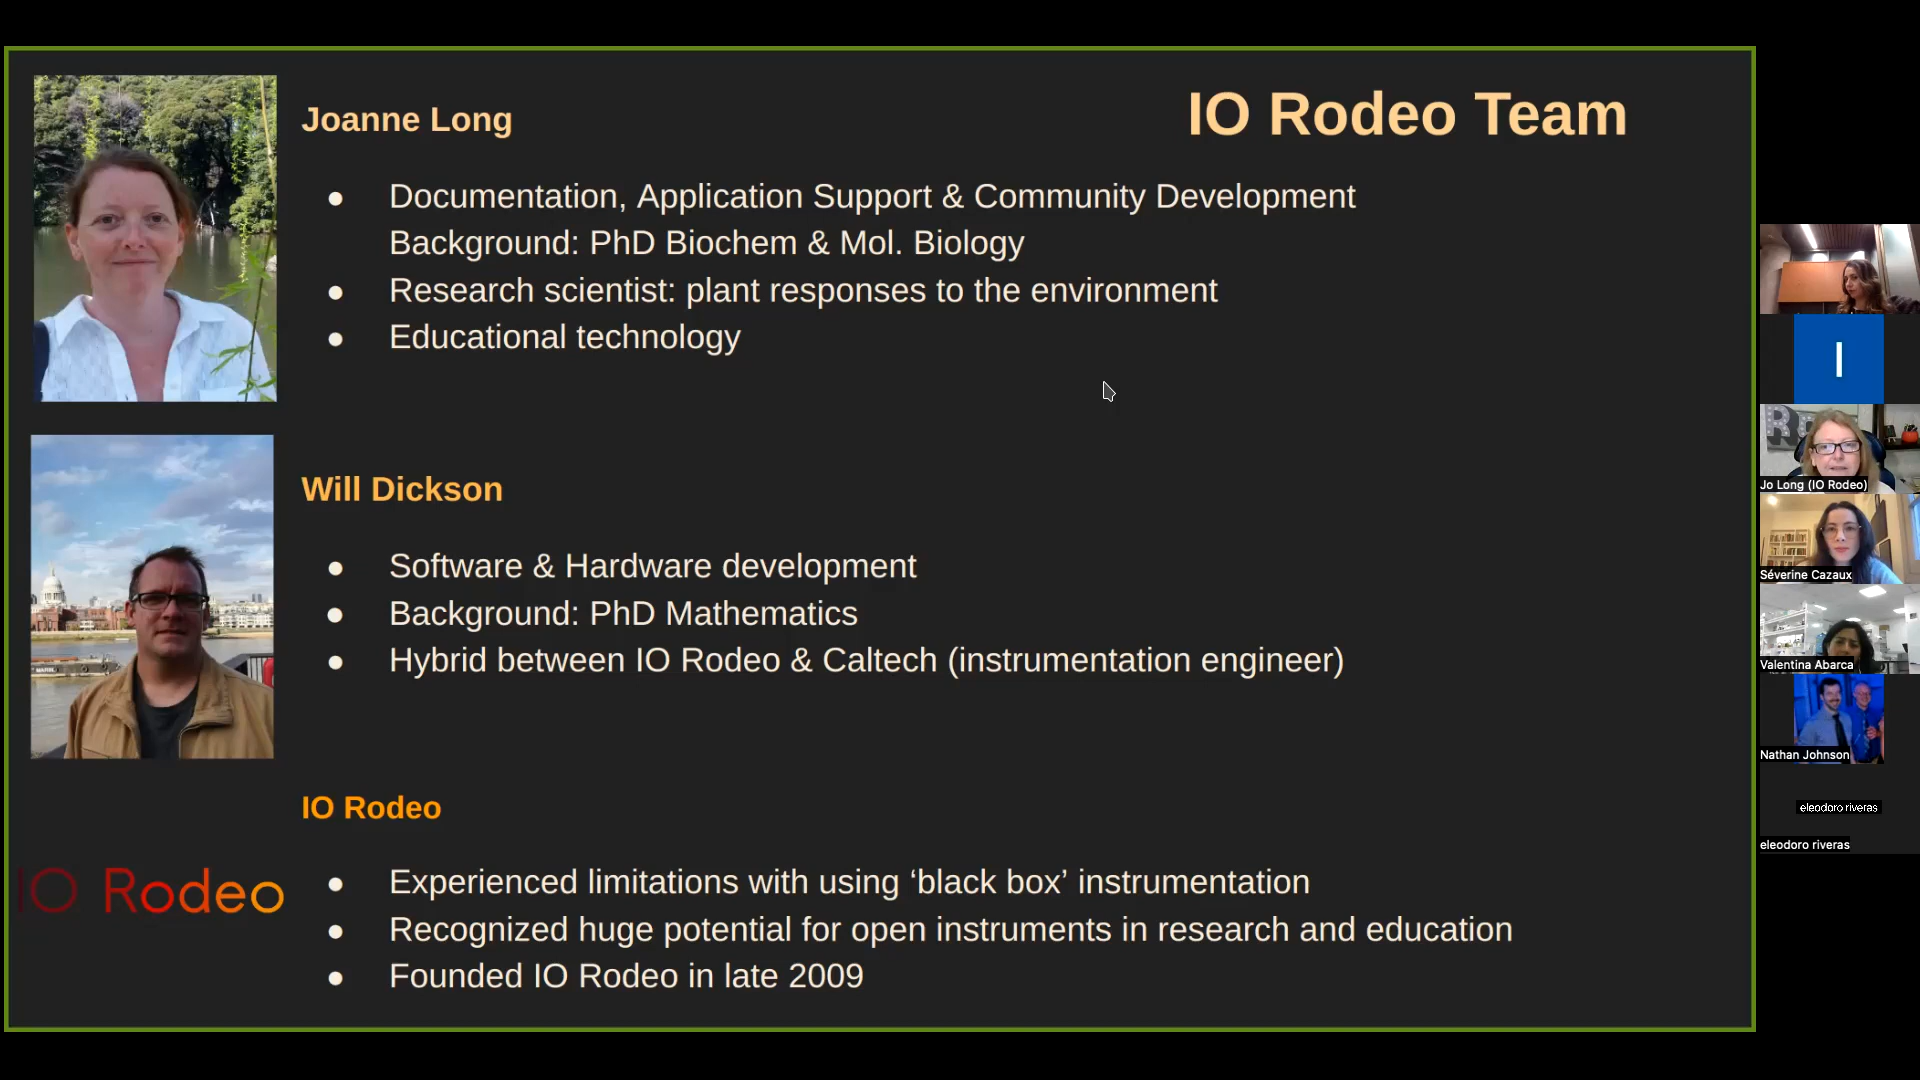 IO Rodeo Team
Joanne Long
● Documentation, Application Support & Community Development
Background: PhD Biochem & Mol. Biology
● Research scientist: plant responses to the environment
● Educational technology
Will Dickson
● Software & Hardware development
● Background: PhD Mathematics
● Hybrid between IO Rodeo & Caltech (instrumentation engineer)
IO Rodeo
IO Rodeo
● Experienced limitations with using ‘black box’ instrumentation
● Recognized huge potential for open instruments in research and education
● Founded IO Rodeo in late 2009
I
Jo Long (IO Rodeo)
Séverine Cazaux
Valentina Abarca
Nathan Johnson
eleodoro riveras
eleodoro riveras